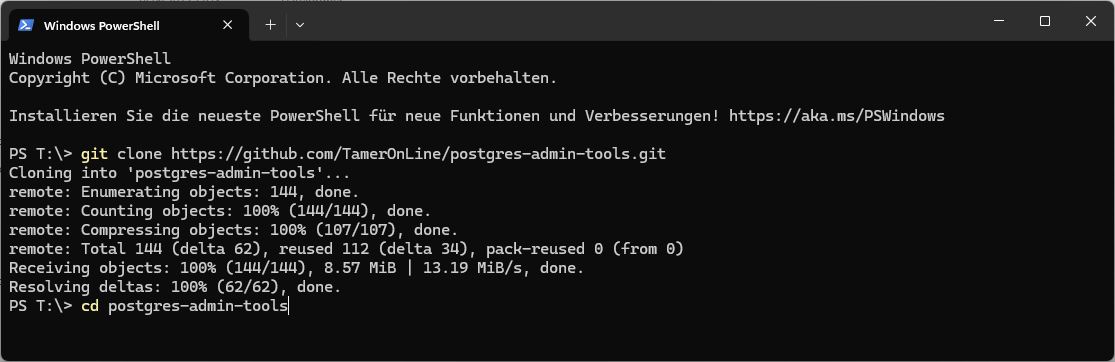 Windows PowerShell
Windows PowerShell
Copyright (C) Microsoft Corporation. Alle Rechte vorbehalten.
Installieren Sie die neueste PowerShell für neue Funktionen und Verbesserungen! https://aka.ms/PSWindows
PS T:\> git clone https://github.com/TamerOnLine/postgres-admin-tools.git
Cloning into 'postgres-admin-tools'...
remote: Enumerating objects: 144, done.
remote: Counting objects: 100% (144/144), done.
remote: Compressing objects: 100% (107/107), done.
remote: Total 144 (delta 62), reused 112 (delta 34), pack-reused 0 (from 0)
Receiving objects: 100% (144/144), 8.57 MiB | 13.19 MiB/s, done.
Resolving deltas: 100% (62/62), done.
PS T:\> cd postgres-admin-tools